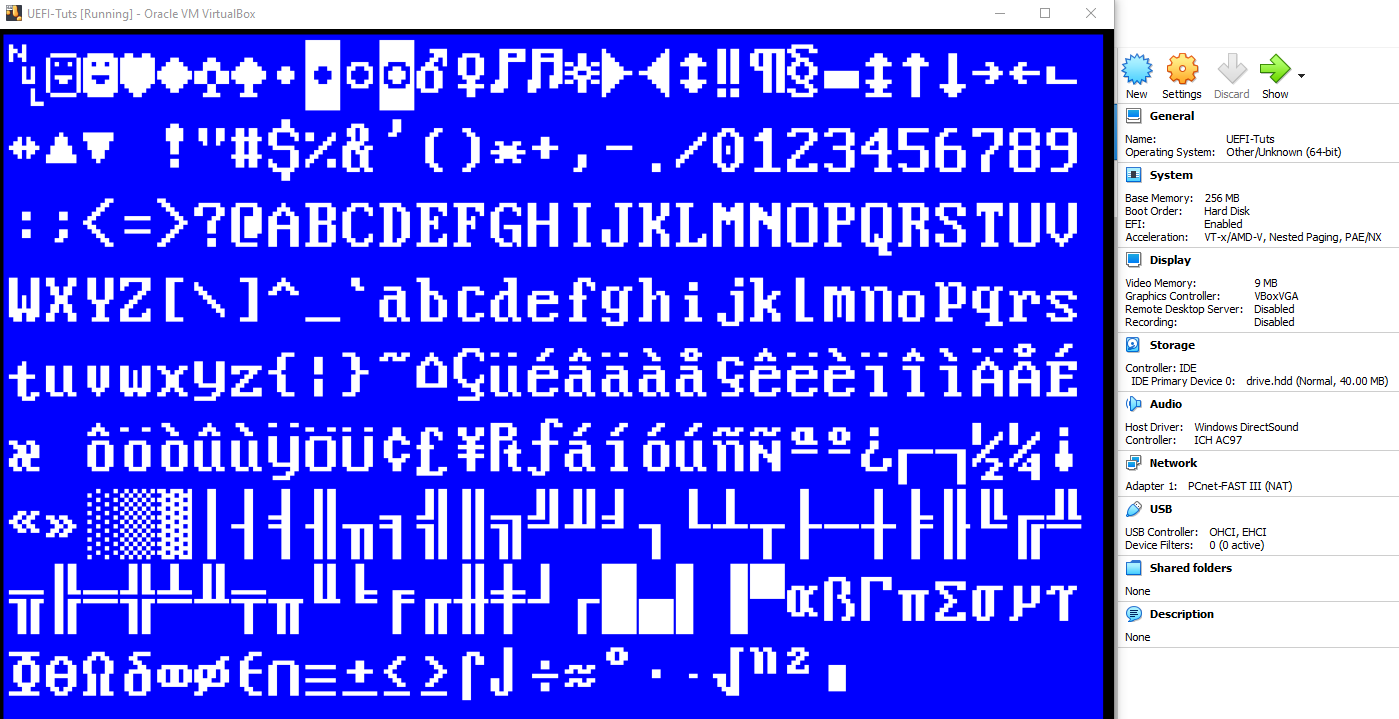 NUL☺☻♥♦♣♠•◘○◙♂♀♪♫☼►◄↕‼¶§▬↨↑↓→←∟
↔▲▼ !"#$%&'()*+,-./0123456789
:;<=>?@ABCDEFGHIJKLMNOPQRSTUV
WXYZ[\]^_`abcdefghijklmnopqrs
tuvwxyz{¦}~⌂ÇüéâäàåçêëèïîìäåÉ
æ ôöòûùÿÖÜ¢£¥₧ƒáíóúñÑªº¿⌐¬½¼¡
«»░▒▓│┤╡╢╖╕╣║╗╝╜╛┐└┴┬├─┼╞╟╚╔╩
╦╠═╬╧╨╤╥╙╘╒╓╫╪┘┌█▄▌▐▀αßΓπΣσµτ
ΦΘΩδ∞φε∩≡±≤≥⌠⌡÷≈°∙·√ⁿ²■
UEFI-Tuts [Running] - Oracle VM VirtualBox
New Settings Discard Show
General
Name: UEFI-Tuts
Operating System: Other/Unknown (64-bit)
System
Base Memory: 256 MB
Boot Order: Hard Disk
EFI: Enabled
Acceleration: VT-x/AMD-V, Nested Paging, PAE/NX
Display
Video Memory: 9 MB
Graphics Controller: VBoxVGA
Remote Desktop Server: Disabled
Recording: Disabled
Storage
Controller: IDE
IDE Primary Device 0: drive.hdd (Normal, 40.00 MB)
Audio
Host Driver: Windows DirectSound
Controller: ICH AC97
Network
Adapter 1: PCnet-FAST III (NAT)
USB
USB Controller: OHCI, EHCI
Device Filters: 0 (0 active)
Shared folders
None
Description
None